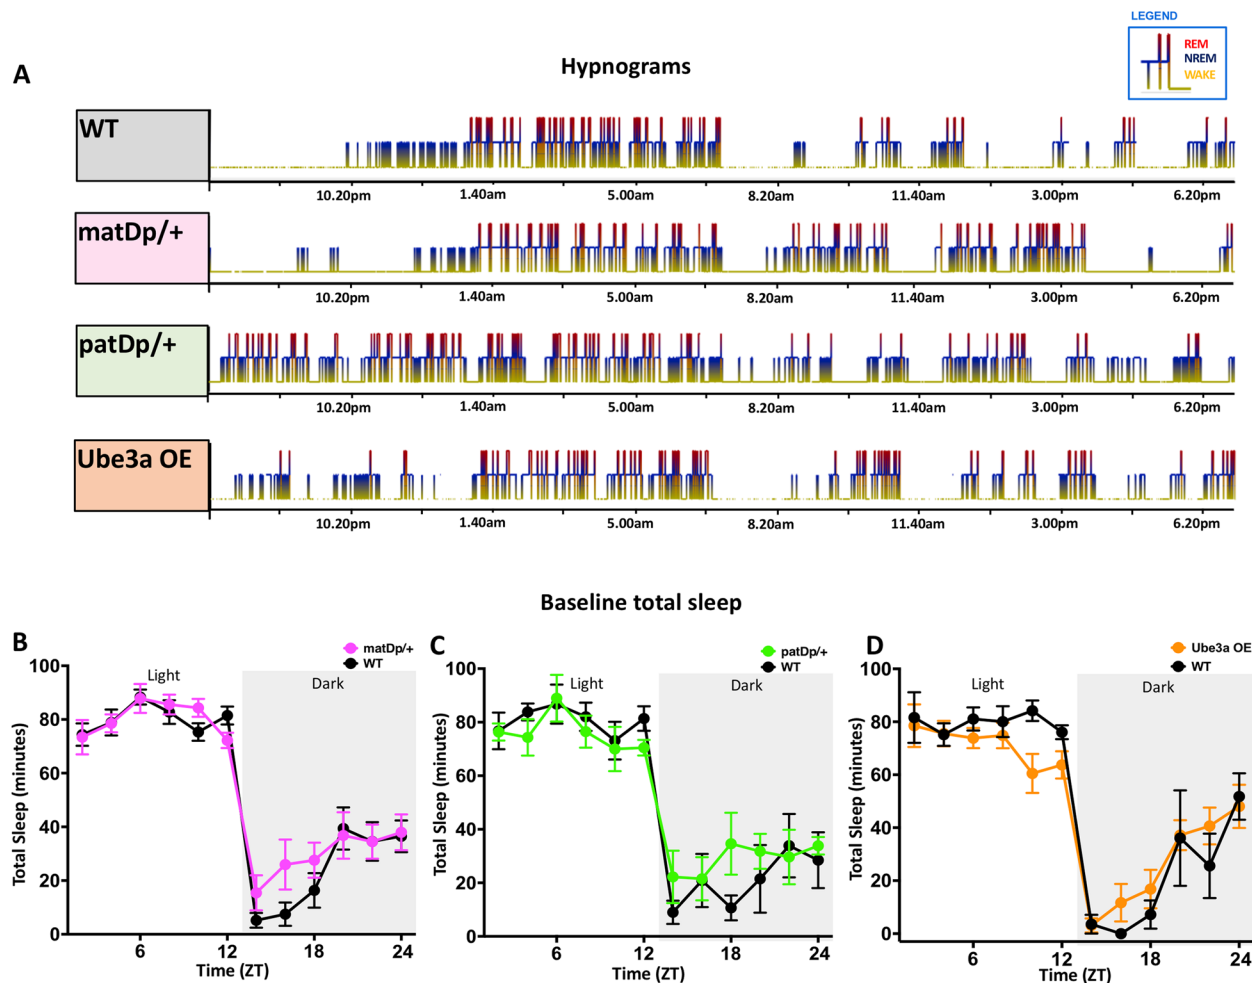 LEGEND
REM
NREM
WAKE
A
Hypnograms
WT
10.20pm 1.40am 5.00am 8.20am 11.40am 3.00pm 6.20pm
matDp/+
10.20pm 1.40am 5.00am 8.20am 11.40am 3.00pm 6.20pm
patDp/+
10.20pm 1.40am 5.00am 8.20am 11.40am 3.00pm 6.20pm
Ube3a OE
10.20pm 1.40am 5.00am 8.20am 11.40am 3.00pm 6.20pm
Baseline total sleep
B
matDp/+
WT
Light
Dark
Total Sleep (minutes)
100
80
60
40
20
0
6 12 18 24
Time (ZT)
C
patDp/+
WT
Light
Dark
Total Sleep (minutes)
100
80
60
40
20
0
6 12 18 24
Time (ZT)
D
Ube3a OE
WT
Light
Dark
Total Sleep (minutes)
100
80
60
40
20
0
6 12 18 24
Time (ZT)